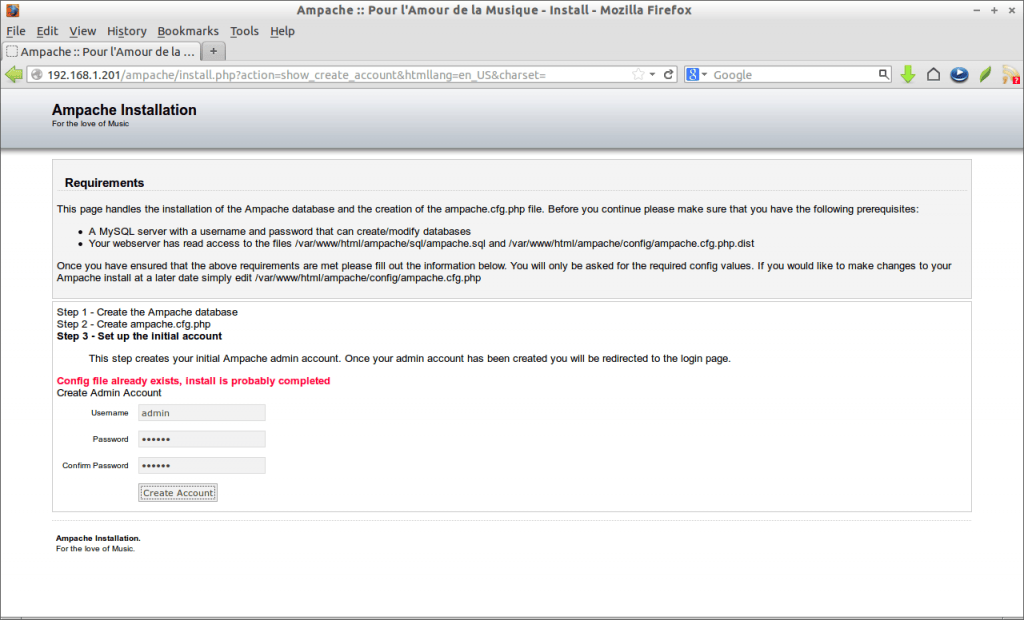 Ampache :: Pour l'Amour de la Musique - Install - Mozilla Firefox
File Edit View History Bookmarks Tools Help
Ampache :: Pour l'Amour de la ...
192.168.1.201/ampache/install.php?action=show_create_account&htmllang=en_US&charset=
Google
Ampache Installation
For the love of Music
Requirements
This page handles the installation of the Ampache database and the creation of the ampache.cfg.php file. Before you continue please make sure that you have the following prerequisites:
A MySQL server with a username and password that can create/modify databases
Your webserver has read access to the files /var/www/html/ampache/sql/ampache.sql and /var/www/html/ampache/config/ampache.cfg.php.dist
Once you have ensured that the above requirements are met please fill out the information below. You will only be asked for the required config values. If you would like to make changes to your
Ampache install at a later date simply edit /var/www/html/ampache/config/ampache.cfg.php
Step 1 - Create the Ampache database
Step 2 - Create ampache.cfg.php
Step 3 - Set up the initial account
This step creates your initial Ampache admin account. Once your admin account has been created you will be redirected to the login page.
Config file already exists, install is probably completed
Create Admin Account
Username admin
Password ••••••
Confirm Password ••••••
Create Account
Ampache Installation.
For the love of Music.